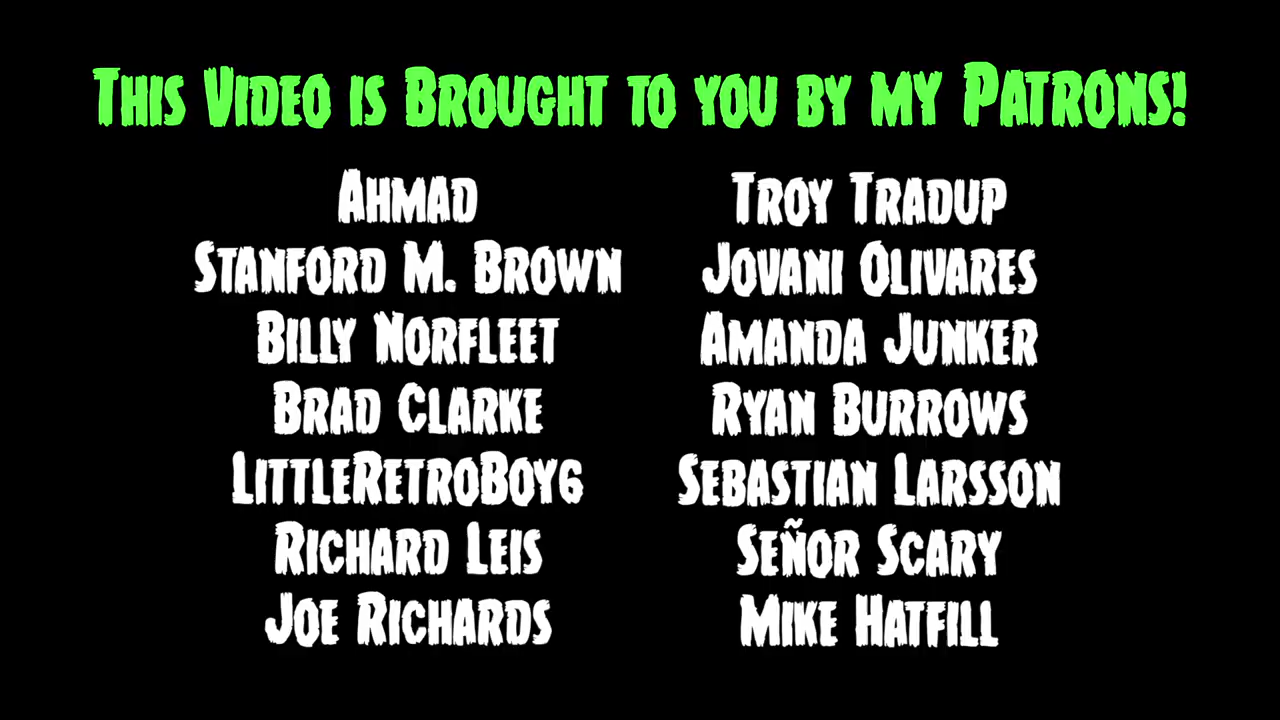 This Video is Brought to you by my Patrons!
Ahmad
Stanford M. Brown
Billy Norfleet
Brad Clarke
LittleRetroBoy6
Richard Leis
Joe Richards
Troy Tradup
Jovani Olivares
Amanda Junker
Ryan Burrows
Sebastian Larsson
Señor Scary
Mike Hatfill